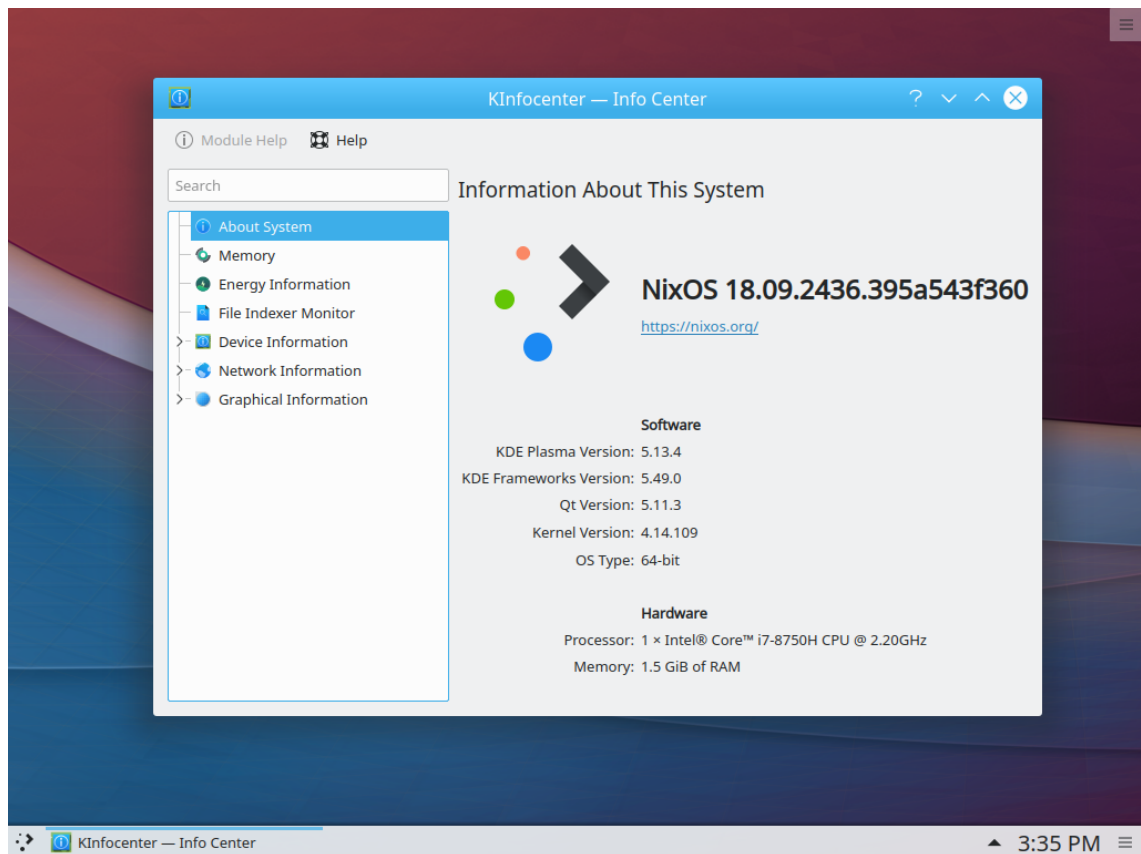 KInfocenter — Info Center
Module Help Help
Search
About System
Memory
Energy Information
File Indexer Monitor
Device Information
Network Information
Graphical Information
Information About This System
NixOS 18.09.2436.395a543f360
https://nixos.org/
Software
KDE Plasma Version: 5.13.4
KDE Frameworks Version: 5.49.0
Qt Version: 5.11.3
Kernel Version: 4.14.109
OS Type: 64-bit
Hardware
Processor: 1 × Intel® Core™ i7-8750H CPU @ 2.20GHz
Memory: 1.5 GiB of RAM
KInfocenter — Info Center
3:35 PM